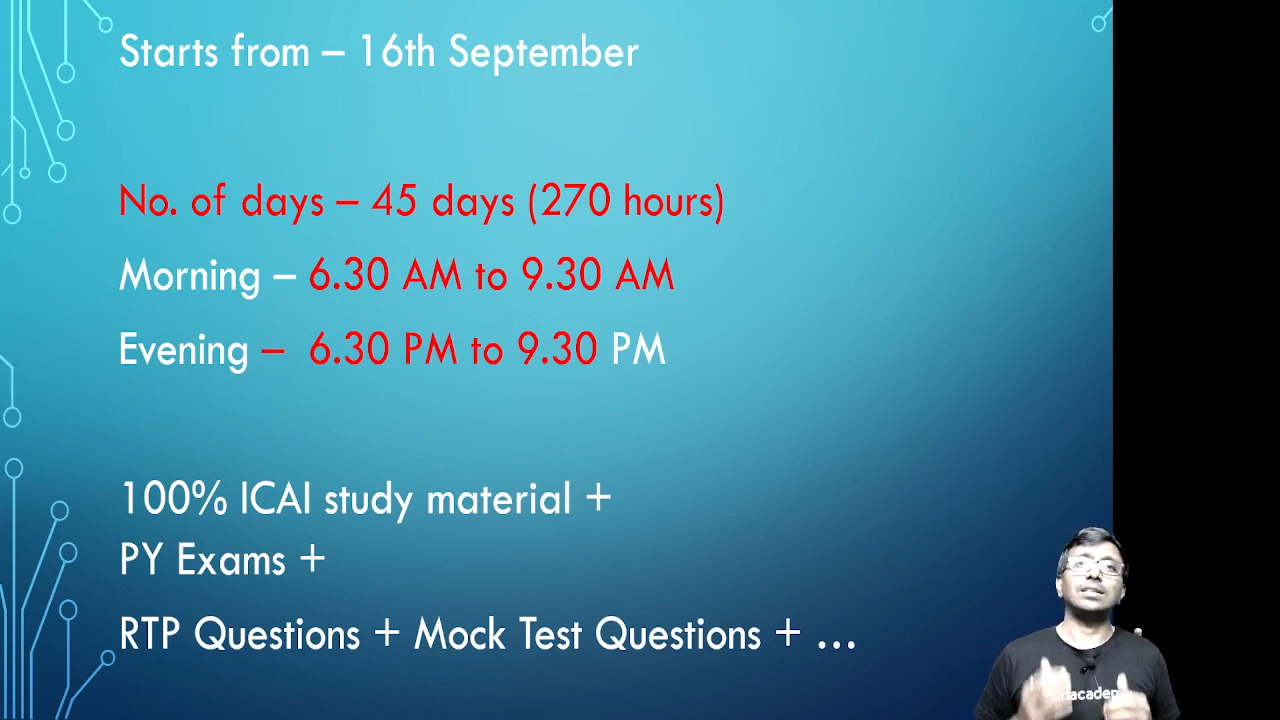 Starts from – 16th September
No. of days – 45 days (270 hours)
Morning – 6.30 AM to 9.30 AM
Evening – 6.30 PM to 9.30 PM
100% ICAI study material +
PY Exams +
RTP Questions + Mock Test Questions + ...